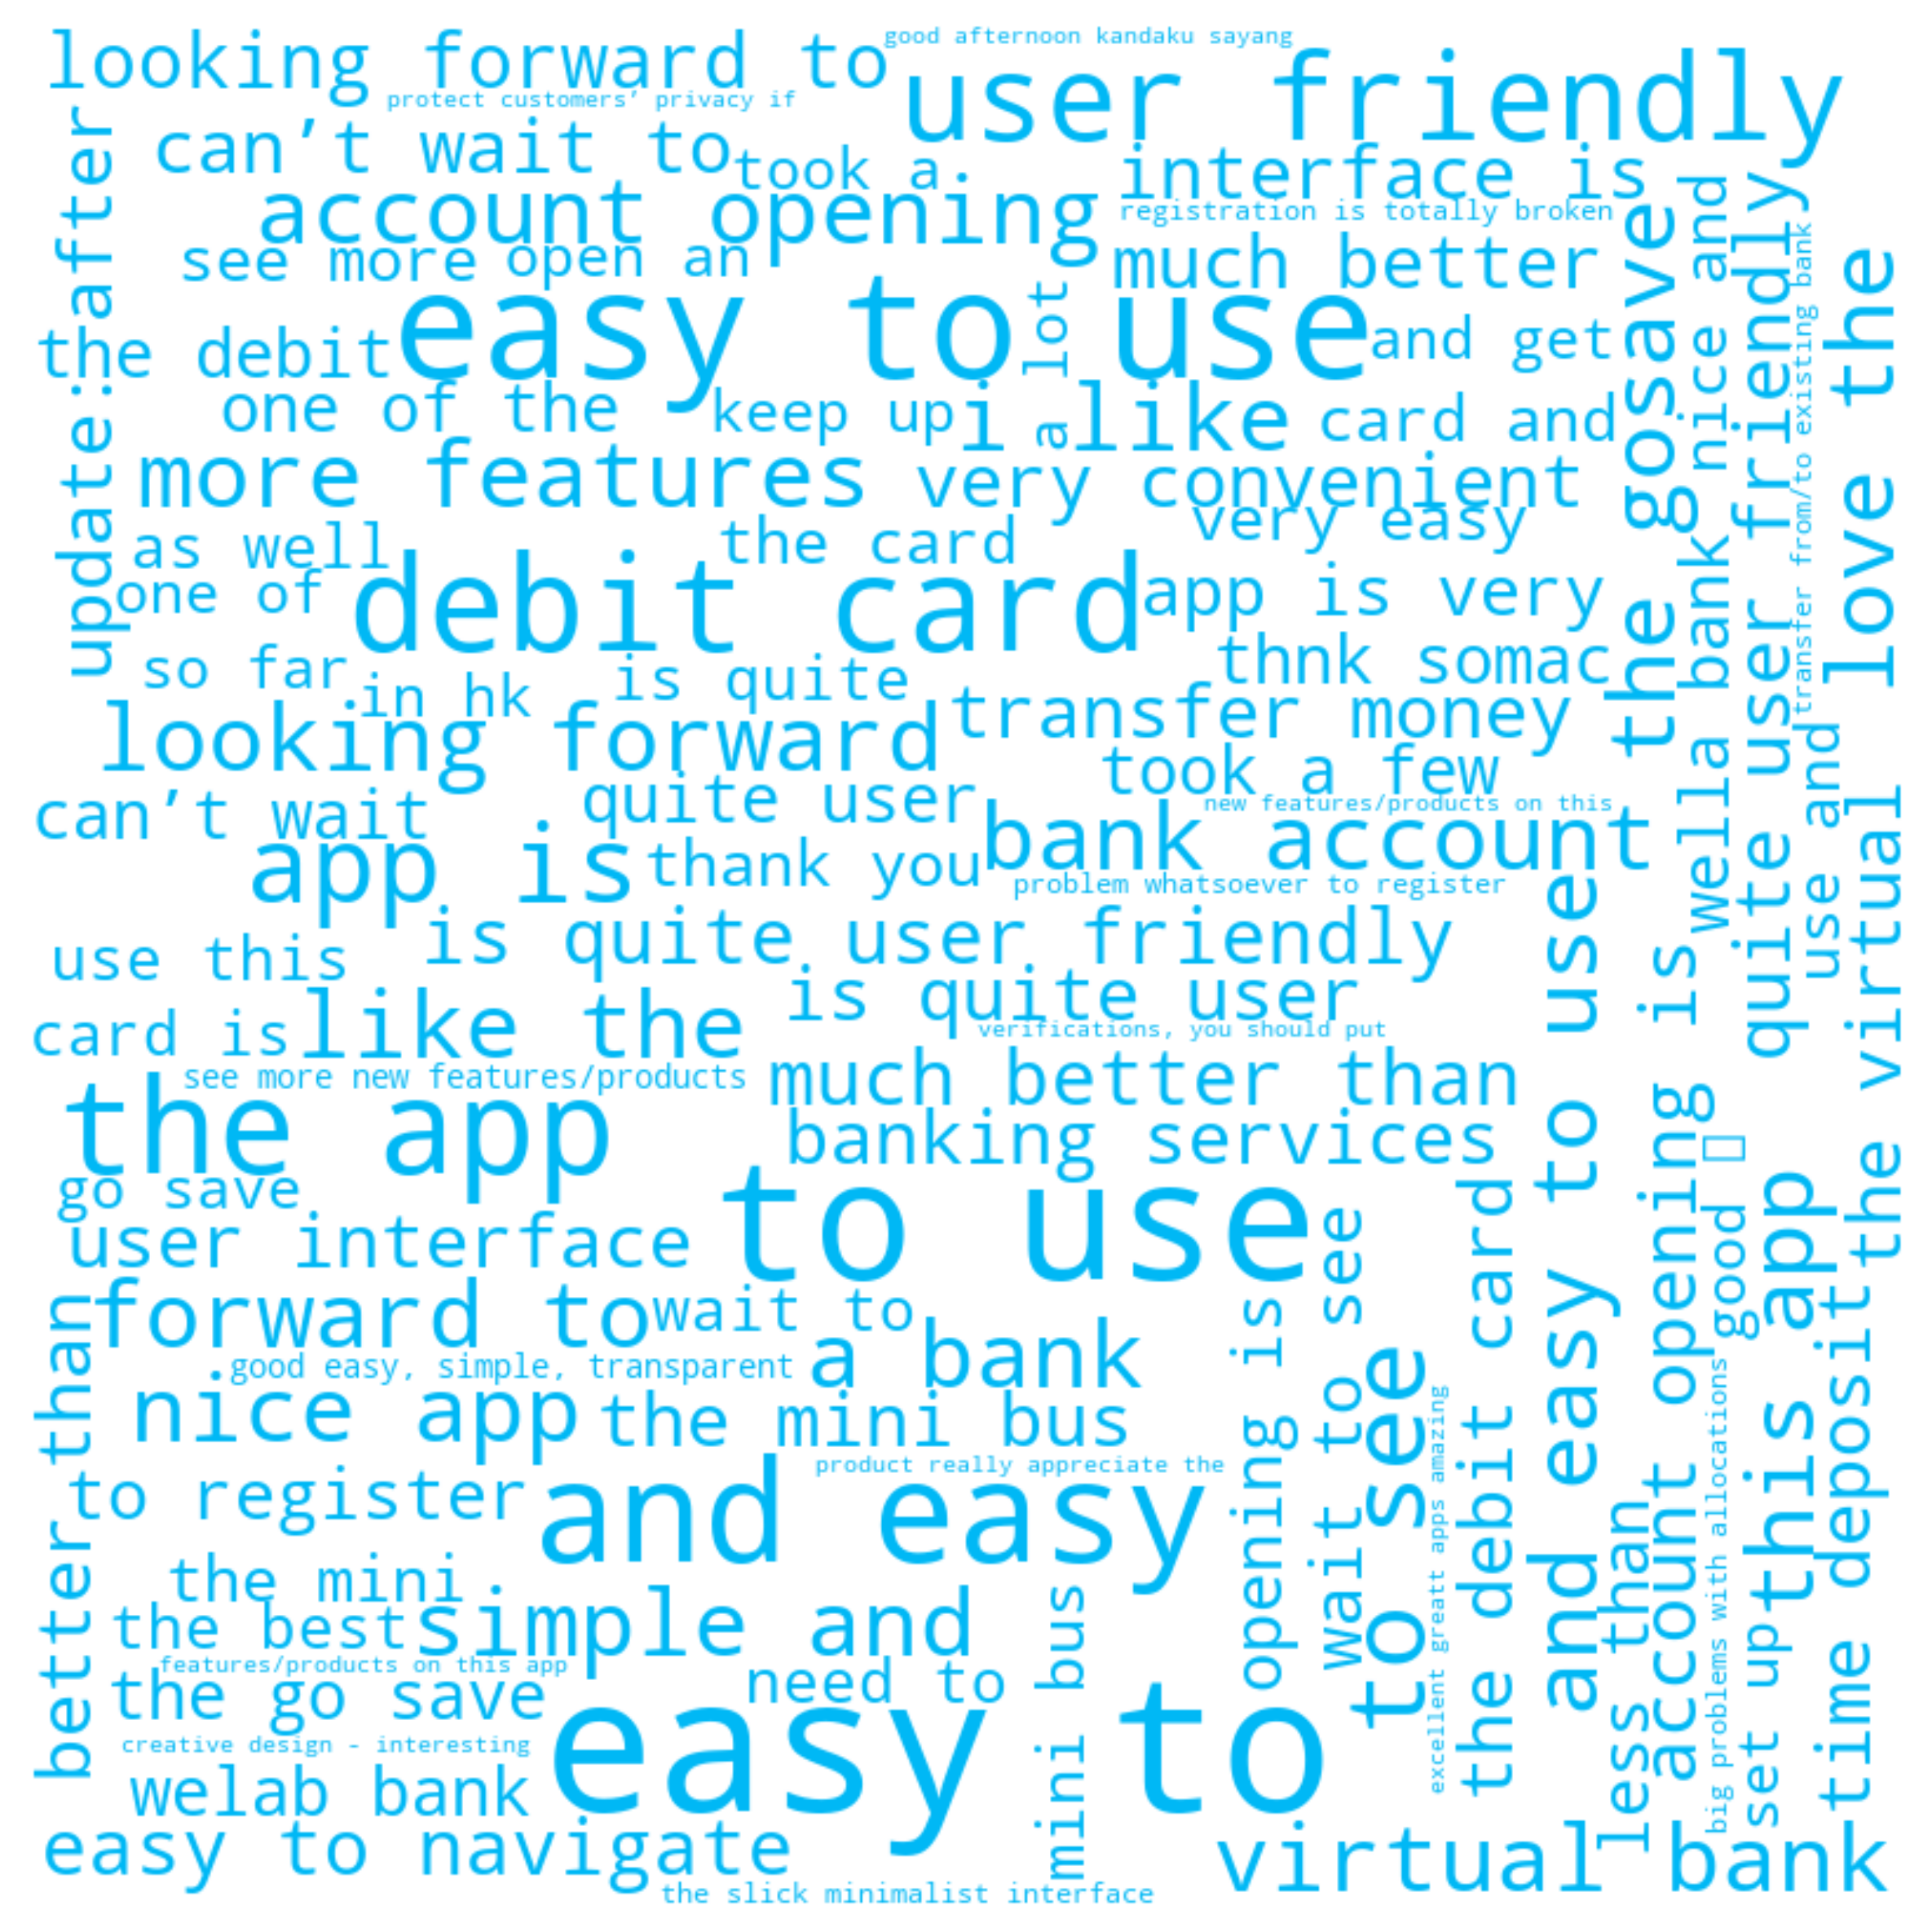 looking forward to
good afternoon kandaku sayang
user friendly
protect customers’ privacy if
can’t wait to
took a
interface is
account opening
registration is totally broken
see more
open an
much better
update: after
easy to use
a lot
the debit
and get
one of the
keep up
i like
card and
more features
very convenient
very easy
the gosave
a bank
nice and
quite user friendly
transfer from/to existing bank
love the
as well
the card
one of
debit card
app is very
so far
in hk
is quite
thnk somac
looking forward
transfer money
took a few
can’t wait
quite user
new features/products on this
bank account
app is
thank you
problem whatsoever to register
is quite user friendly
use this
is quite user
card is
like the
verifications, you should put
see more new features/products
much better than
the app
banking services
go save
to use
user interface
and easy to use
account opening is
well
use and
the virtual
good
this app
forward to
wait to
good easy, simple, transparent
a bank
nice app
the mini bus
product really appreciate the
to register
and easy
better than
the mini
the best
simple and
features/products on this app
the go save
need to
creative design - interesting
easy to
welab bank
easy to navigate
the slick minimalist interface
mini bus
opening is
wait to see
to see
excellent greatt apps amazing
the debit card
less than
big problems with allocations
set up
time deposit
virtual bank